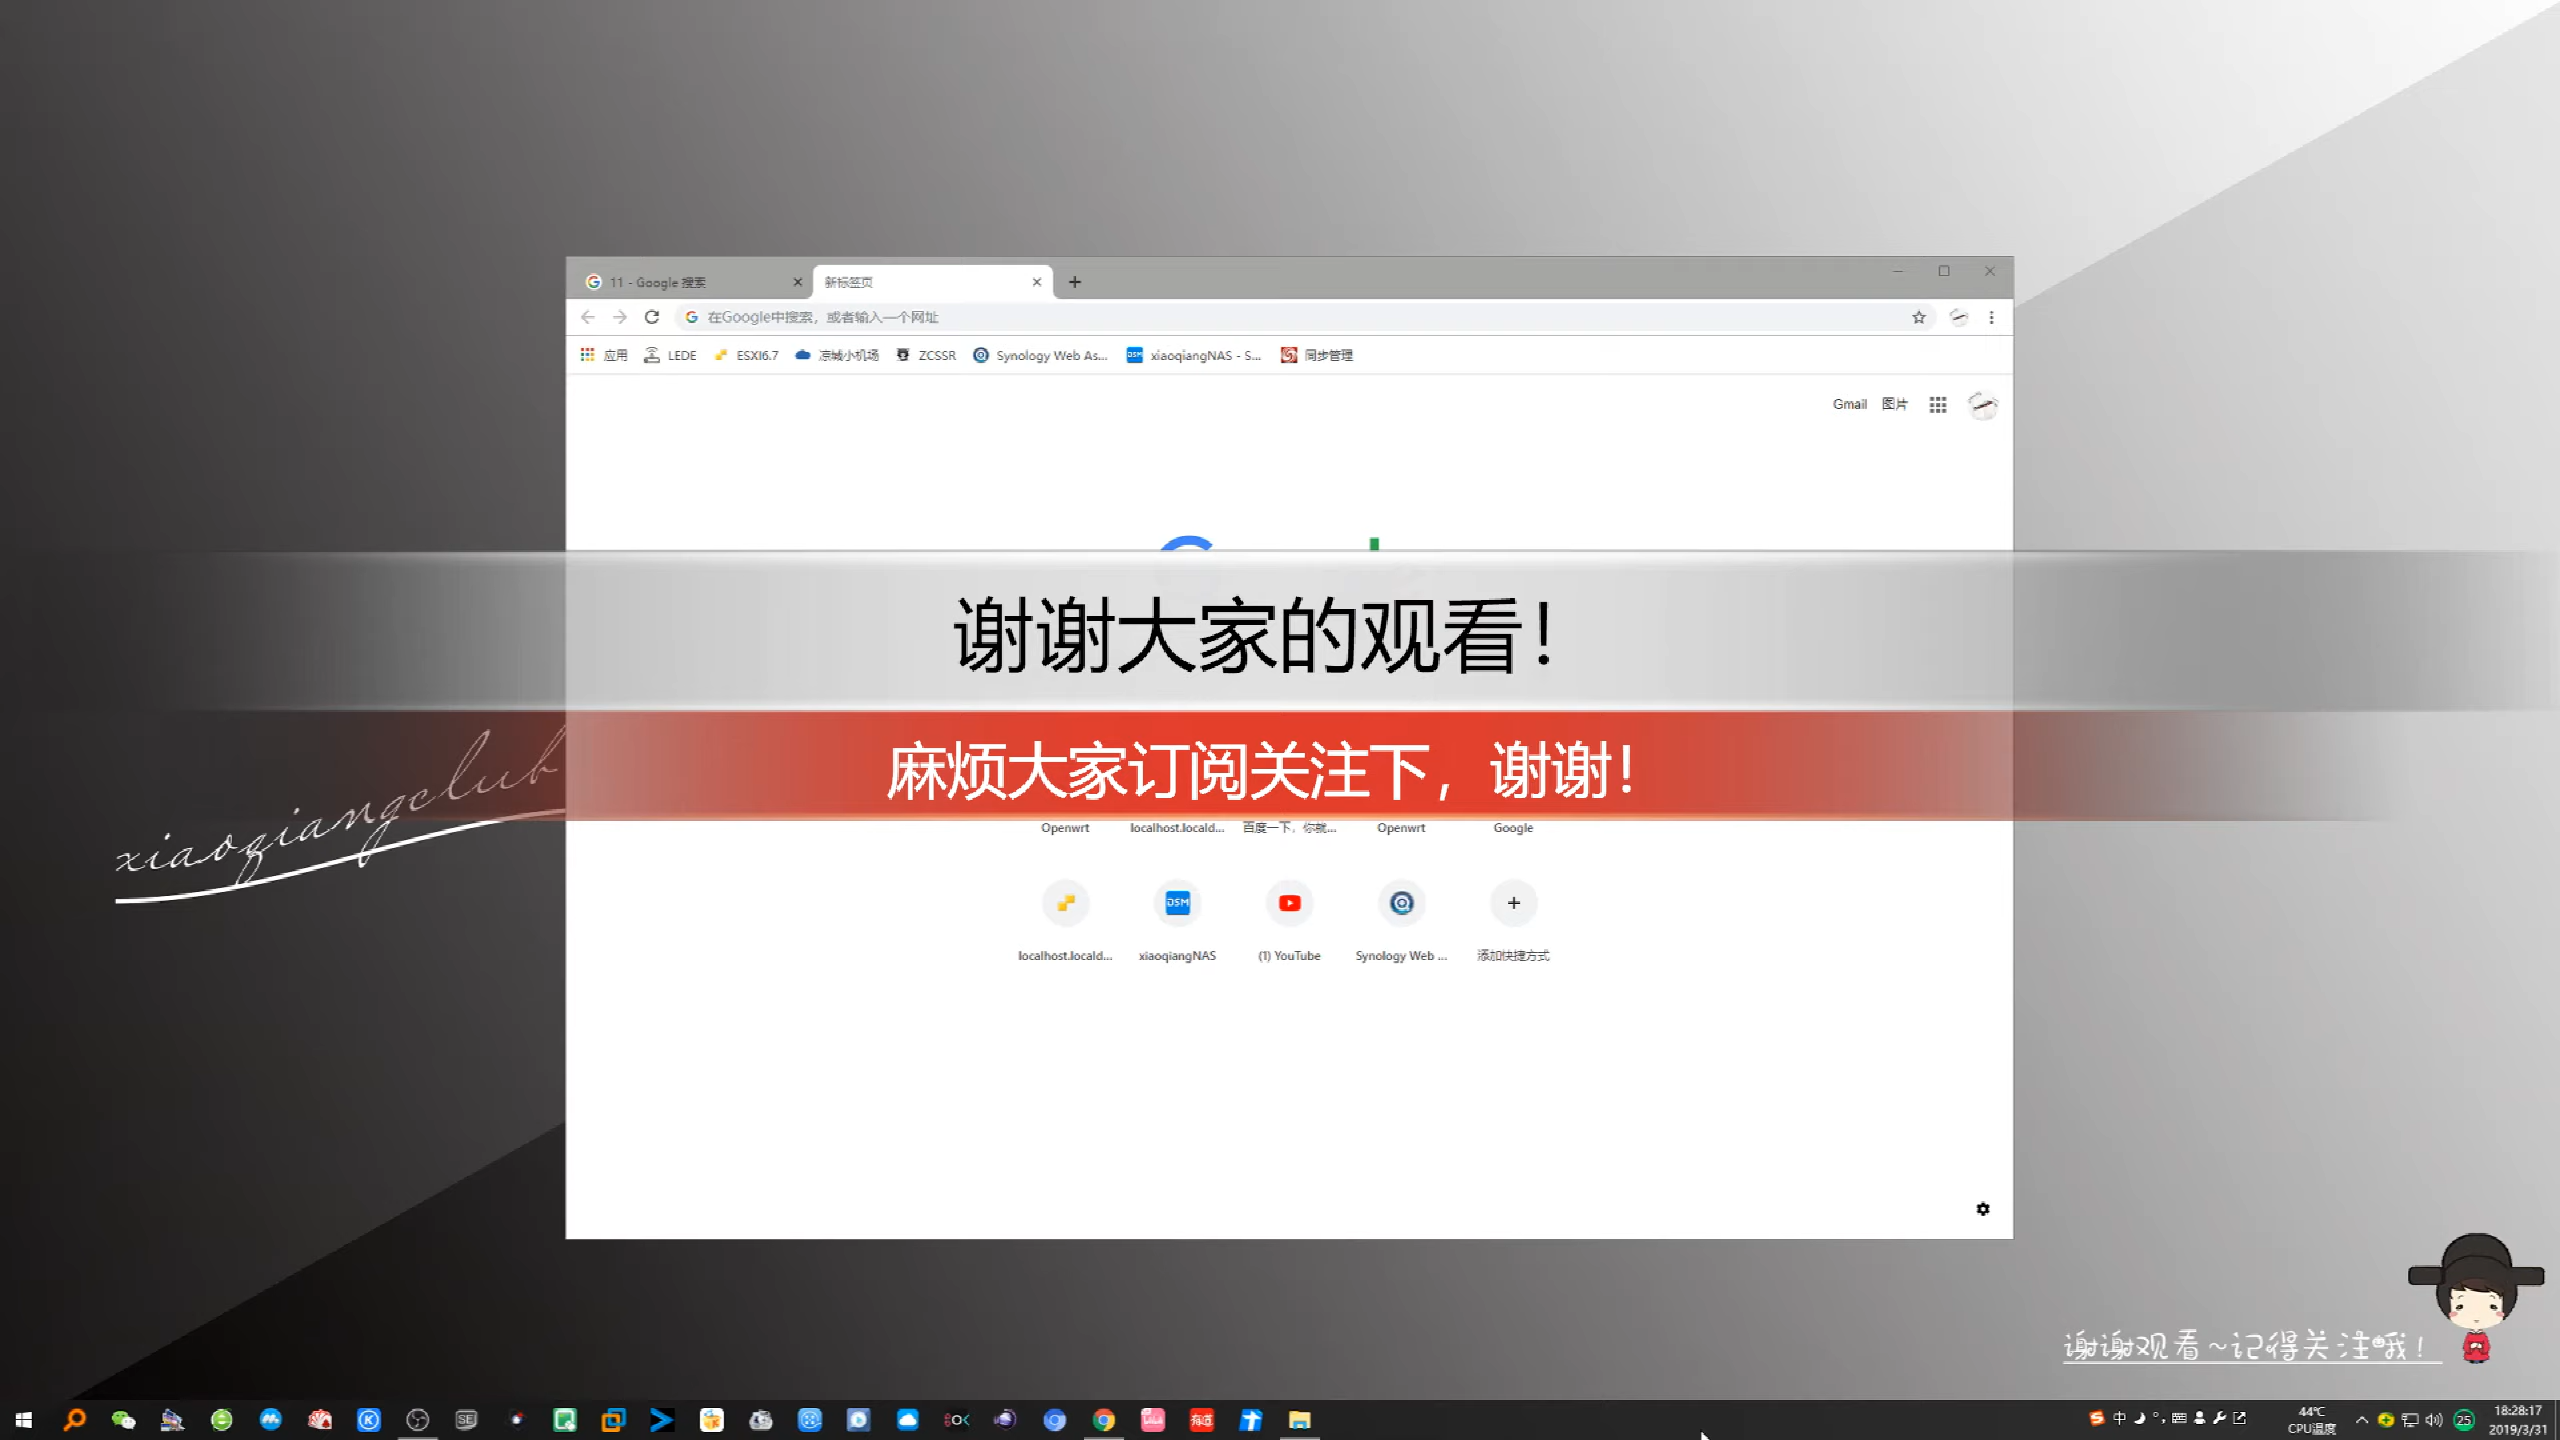 11 - Google 搜索
新标签页
在Google中搜索，或者输入一个网址
应用 LEDE ESXI6.7 凉城小机场 ZCSSR Synology Web As... xiaoqiangNAS - S... 同步管理
Gmail 图片
谢谢大家的观看！
麻烦大家订阅关注下，谢谢！
xiaoqiangclub
Openwrt localhost.locald... 百度一下，你就... Openwrt Google
DSM
localhost.locald... xiaoqiangNAS (1) YouTube Synology Web ... 添加快捷方式
谢谢观看~记得关注哦！
中
44℃
CPU温度
25
18:28:17
2019/3/31